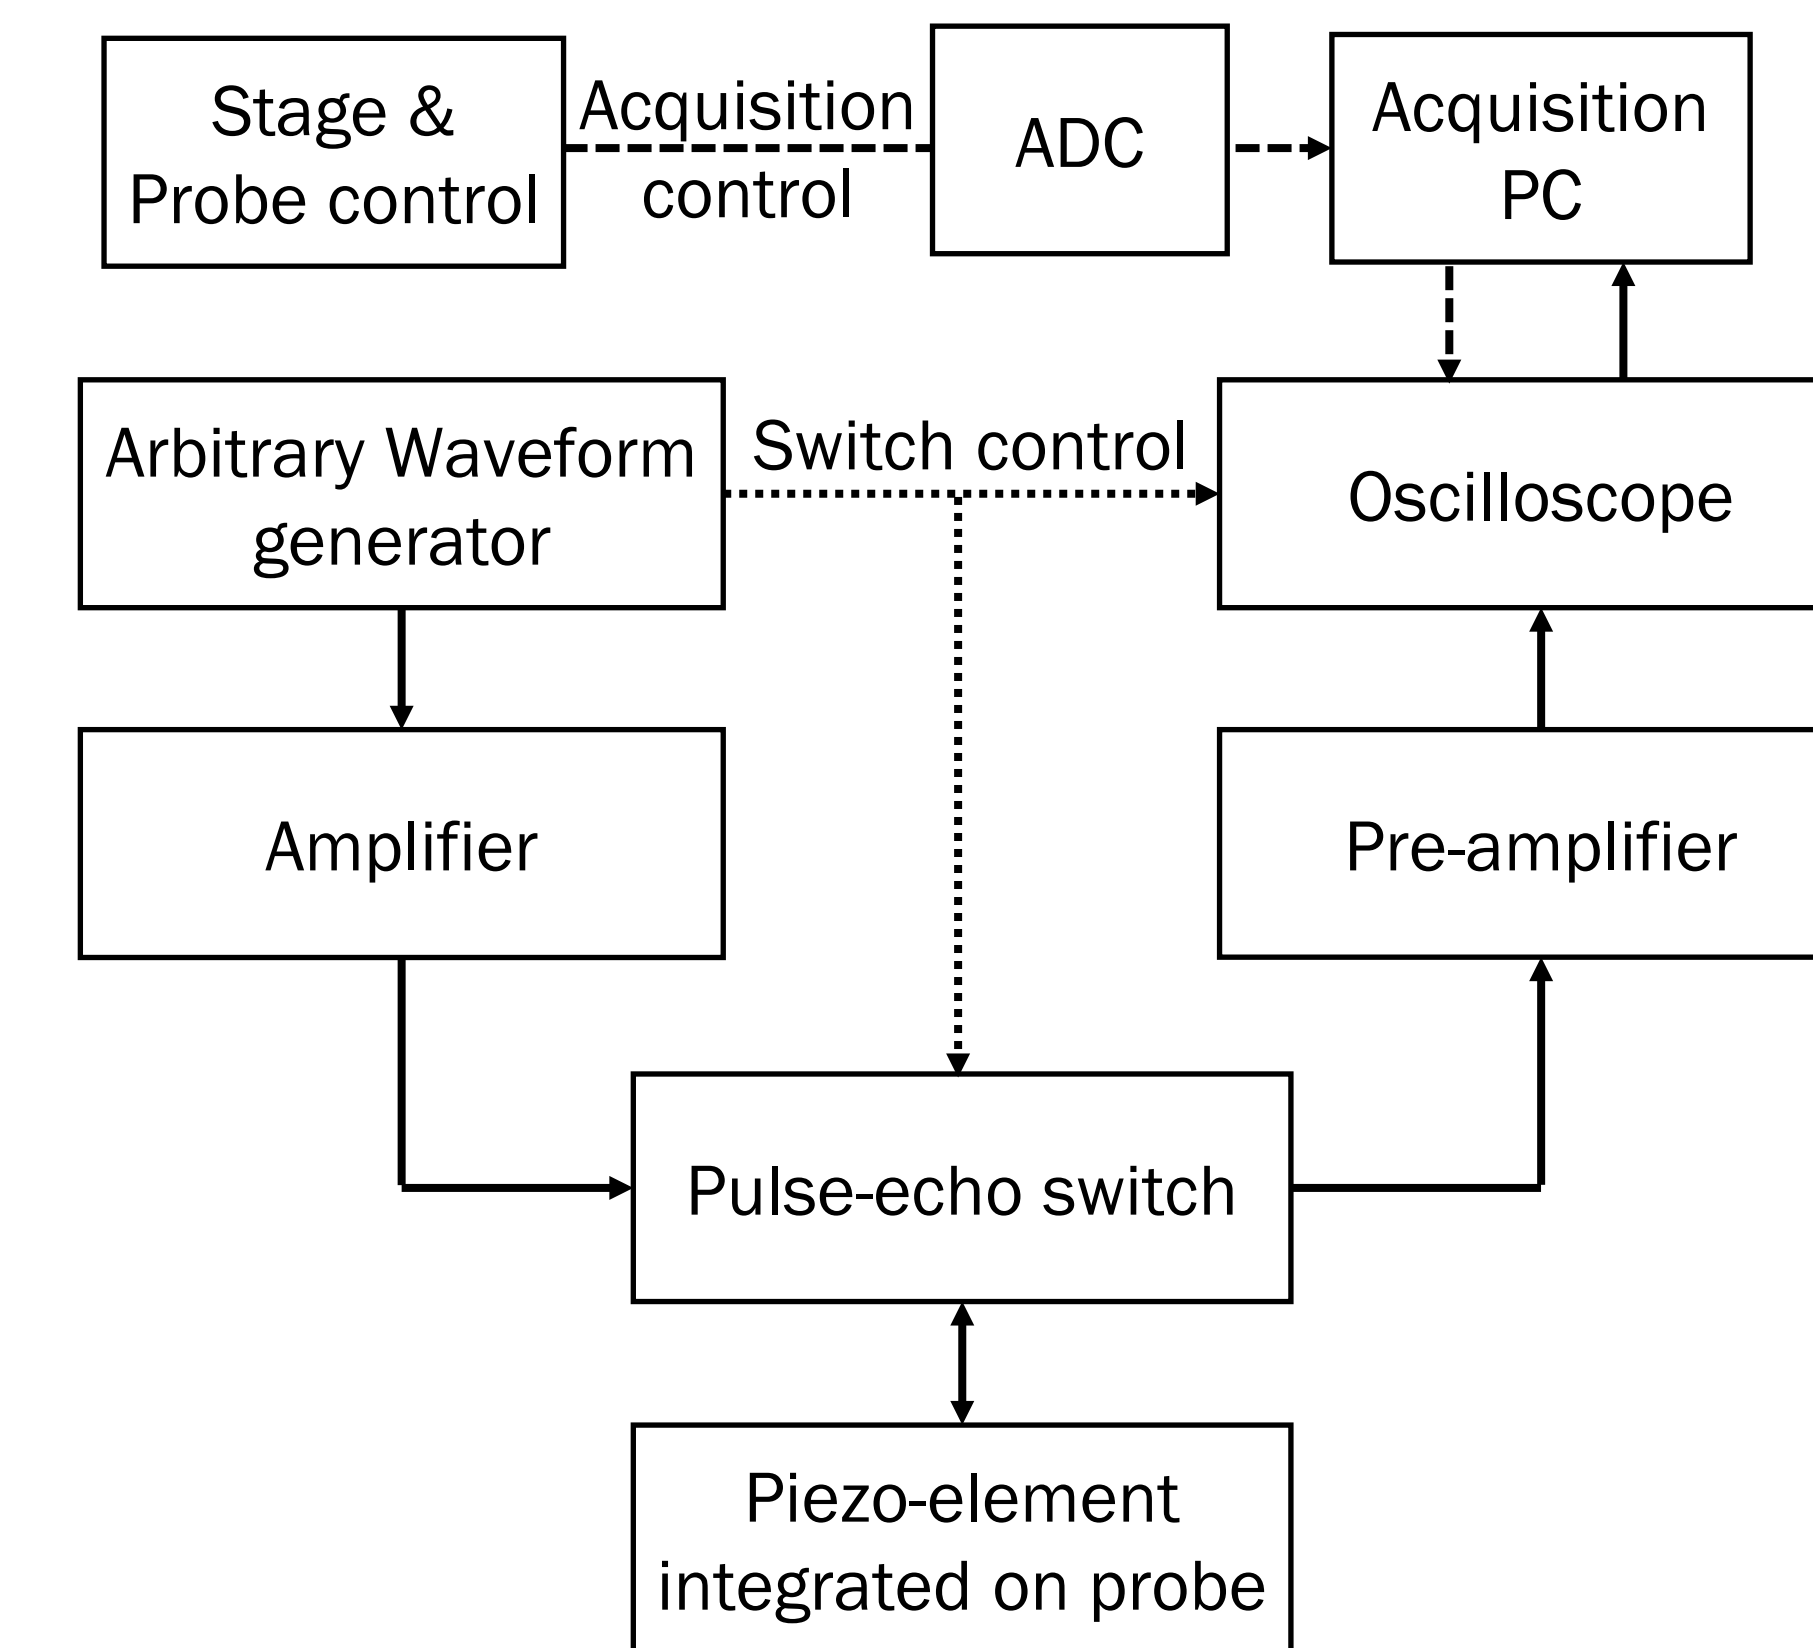 Stage &
Probe control
Acquisition
control
ADC
Acquisition
PC
Arbitrary Waveform
generator
Switch control
Oscilloscope
Amplifier
Pre-amplifier
Pulse-echo switch
Piezo-element
integrated on probe